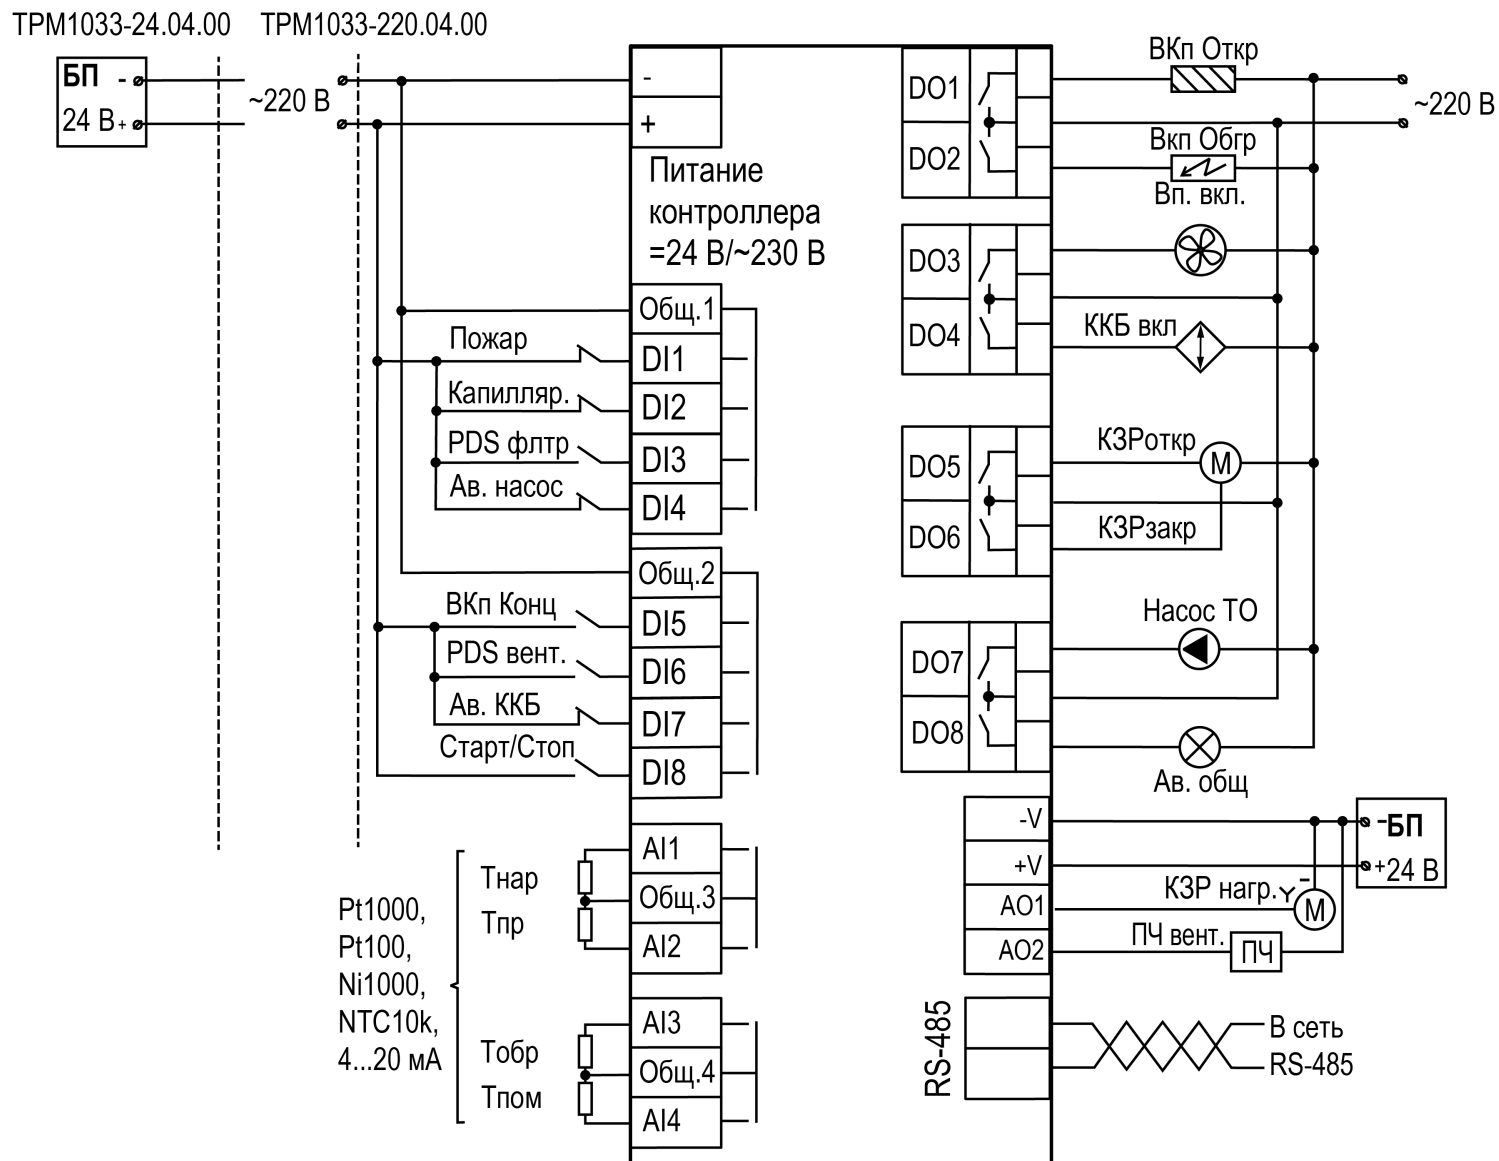 ТРМ1033-24.04.00
ТРМ1033-220.04.00
БП -
24 В +
~220 В
-
+
Питание
контроллера
=24 В/~230 В
Общ.1
Пожар
DI1
Капилляр.
DI2
PDS флтр
DI3
Ав. насос
DI4
Общ.2
ВКп Конц
DI5
PDS вент.
DI6
Ав. ККБ
DI7
Старт/Стоп
DI8
AI1
Тнар
Общ.3
Тпр
AI2
Pt1000,
Pt100,
Ni1000,
NTC10k,
4...20 мА
AI3
Тобр
Общ.4
Тпом
AI4
DO1
ВКп Откр
~220 В
DO2
Вкп Обгр
Вп. вкл.
DO3
DO4
ККБ вкл
DO5
КЗРоткр
М
DO6
КЗРзакр
DO7
Насос ТО
DO8
Ав. общ
-V
-БП
+V
+24 В
AO1
КЗР нагр. Y -
М
AO2
ПЧ вент.
ПЧ
RS-485
В сеть
RS-485